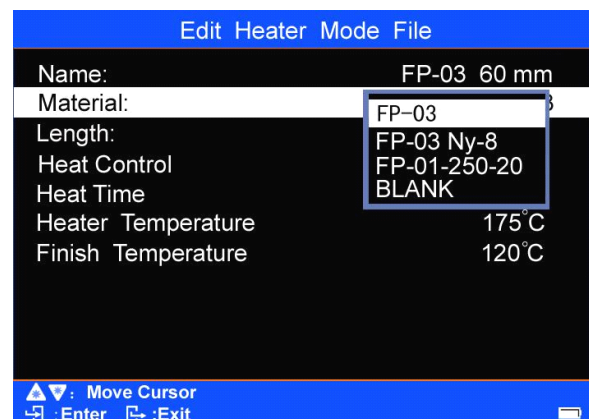 Edit Heater Mode File
Name: FP-03 60 mm
Material: 3
FP-03
Length:
FP-03 Ny-8
Heat Control FP-01-250-20
Heat Time BLANK
Heater Temperature 175°C
Finish Temperature 120°C
: Move Cursor
:Enter :Exit